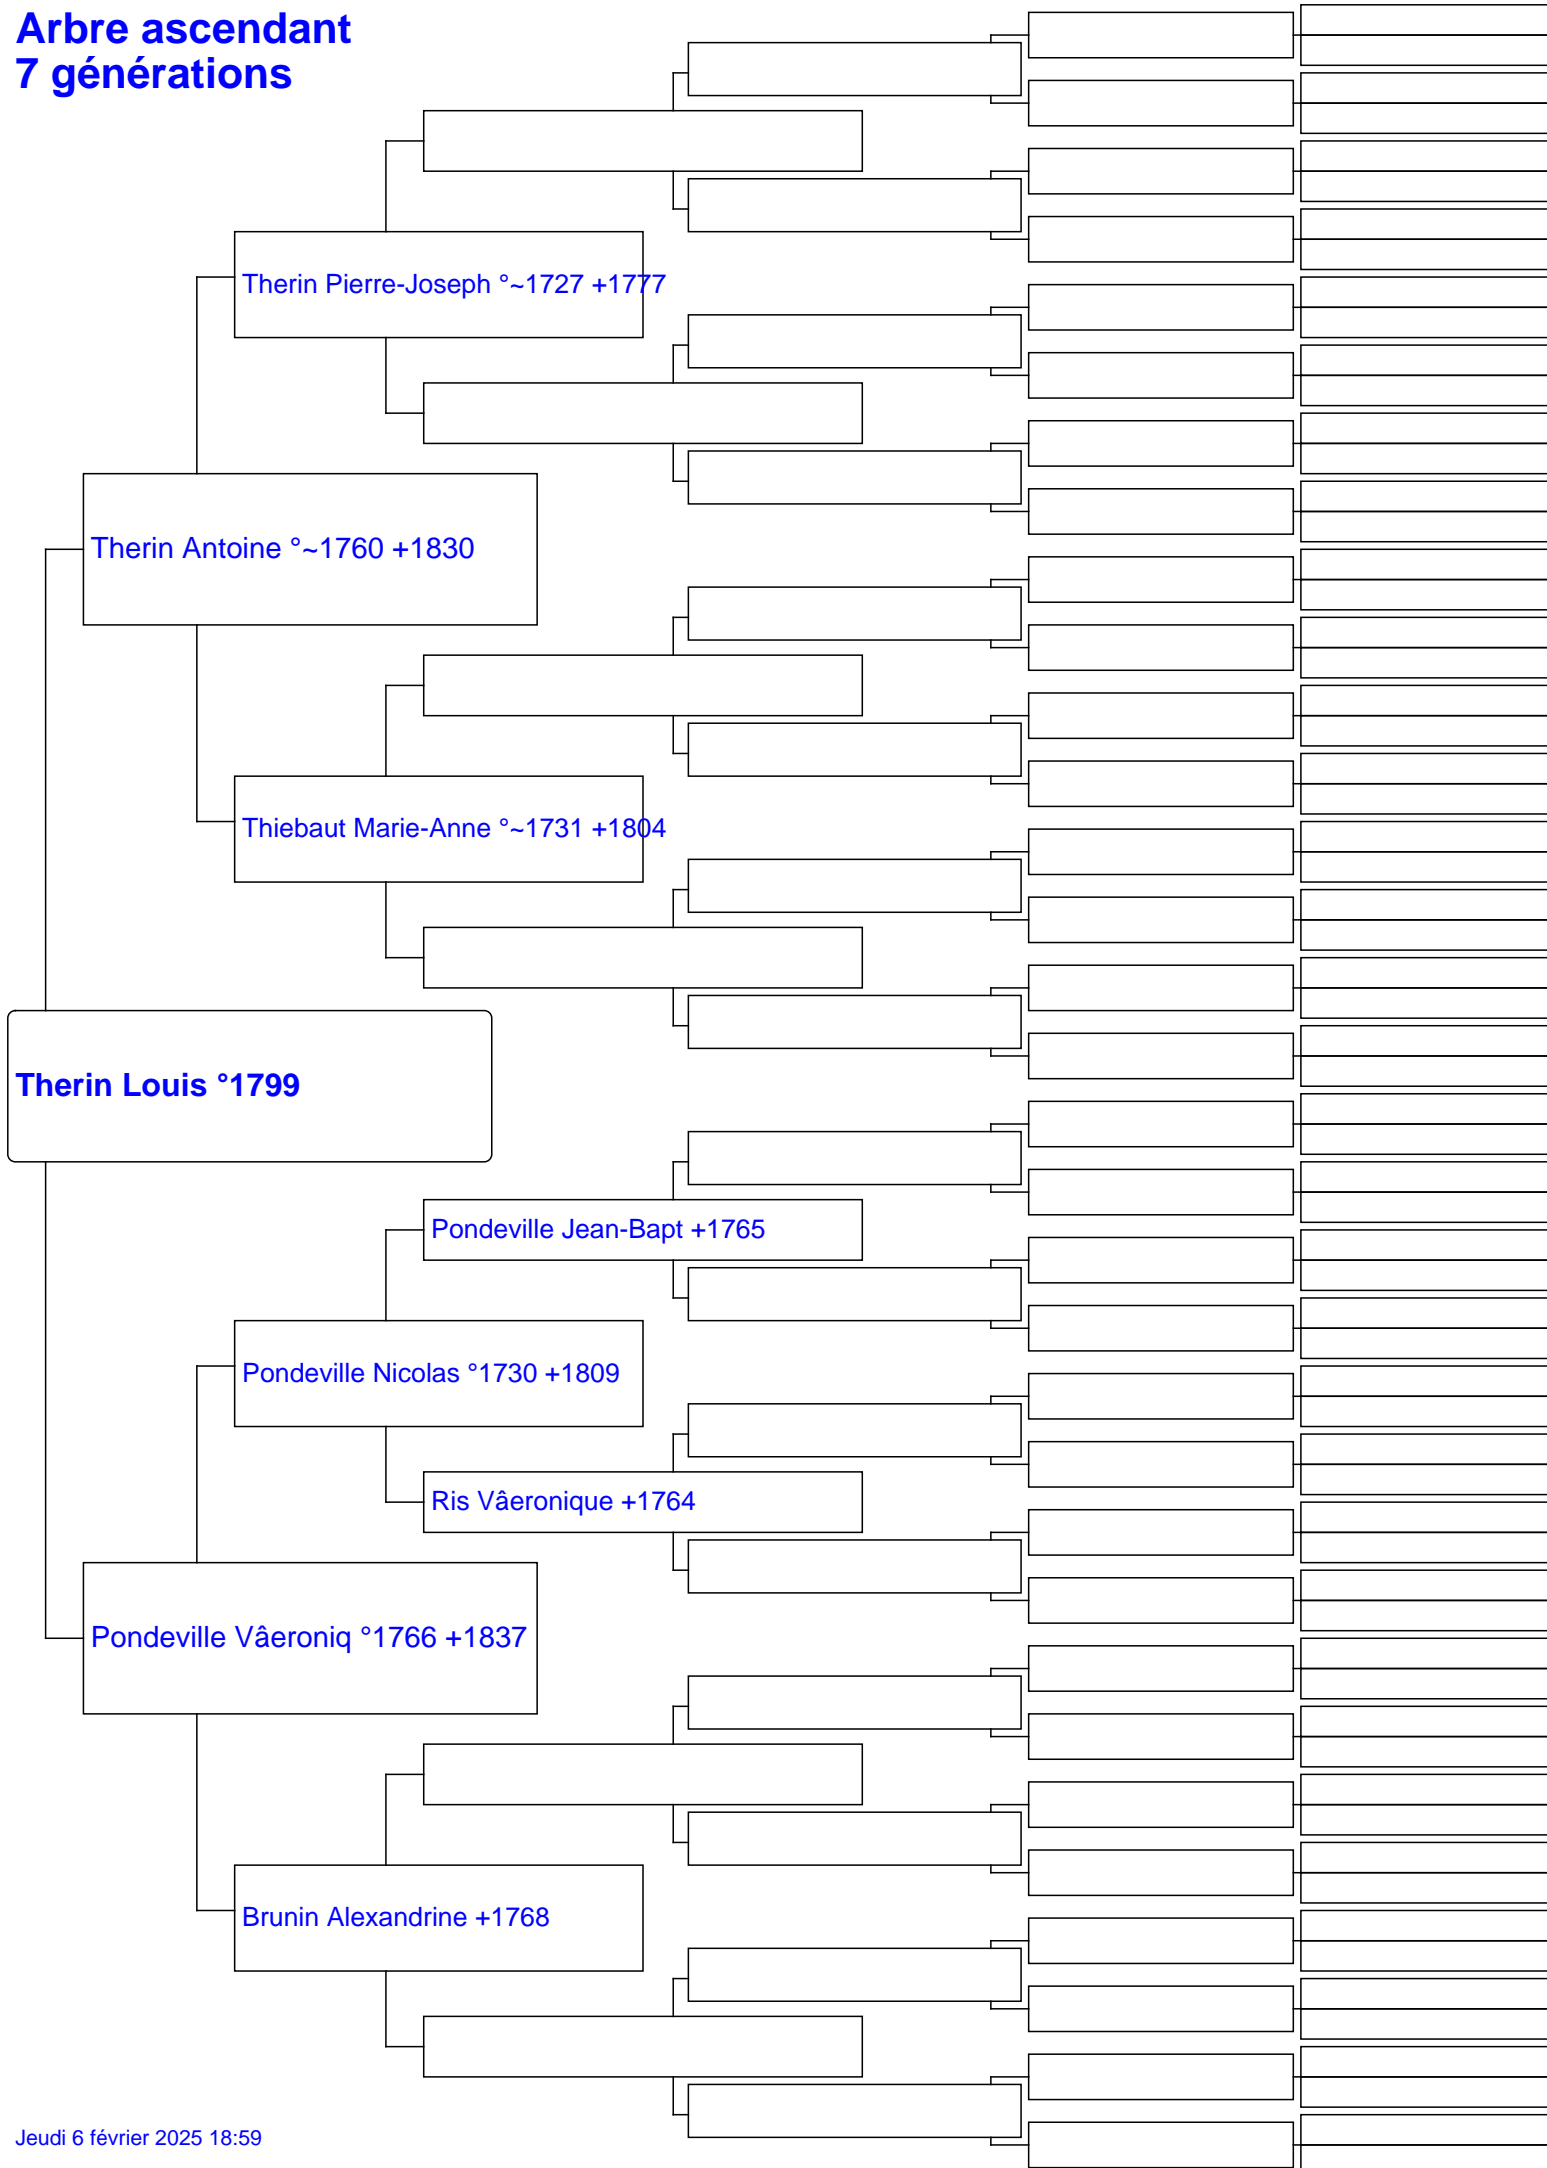 Arbre ascendant
7 générations
Therin Pierre-Joseph °~1727 +1777
Therin Antoine °~1760 +1830
Thiebaut Marie-Anne °~1731 +1804
Therin Louis °1799
Pondeville Jean-Bapt +1765
Pondeville Nicolas °1730 +1809
Ris Vâeronique +1764
Pondeville Vâeroniq °1766 +1837
Brunin Alexandrine +1768
Jeudi 6 février 2025 18:59